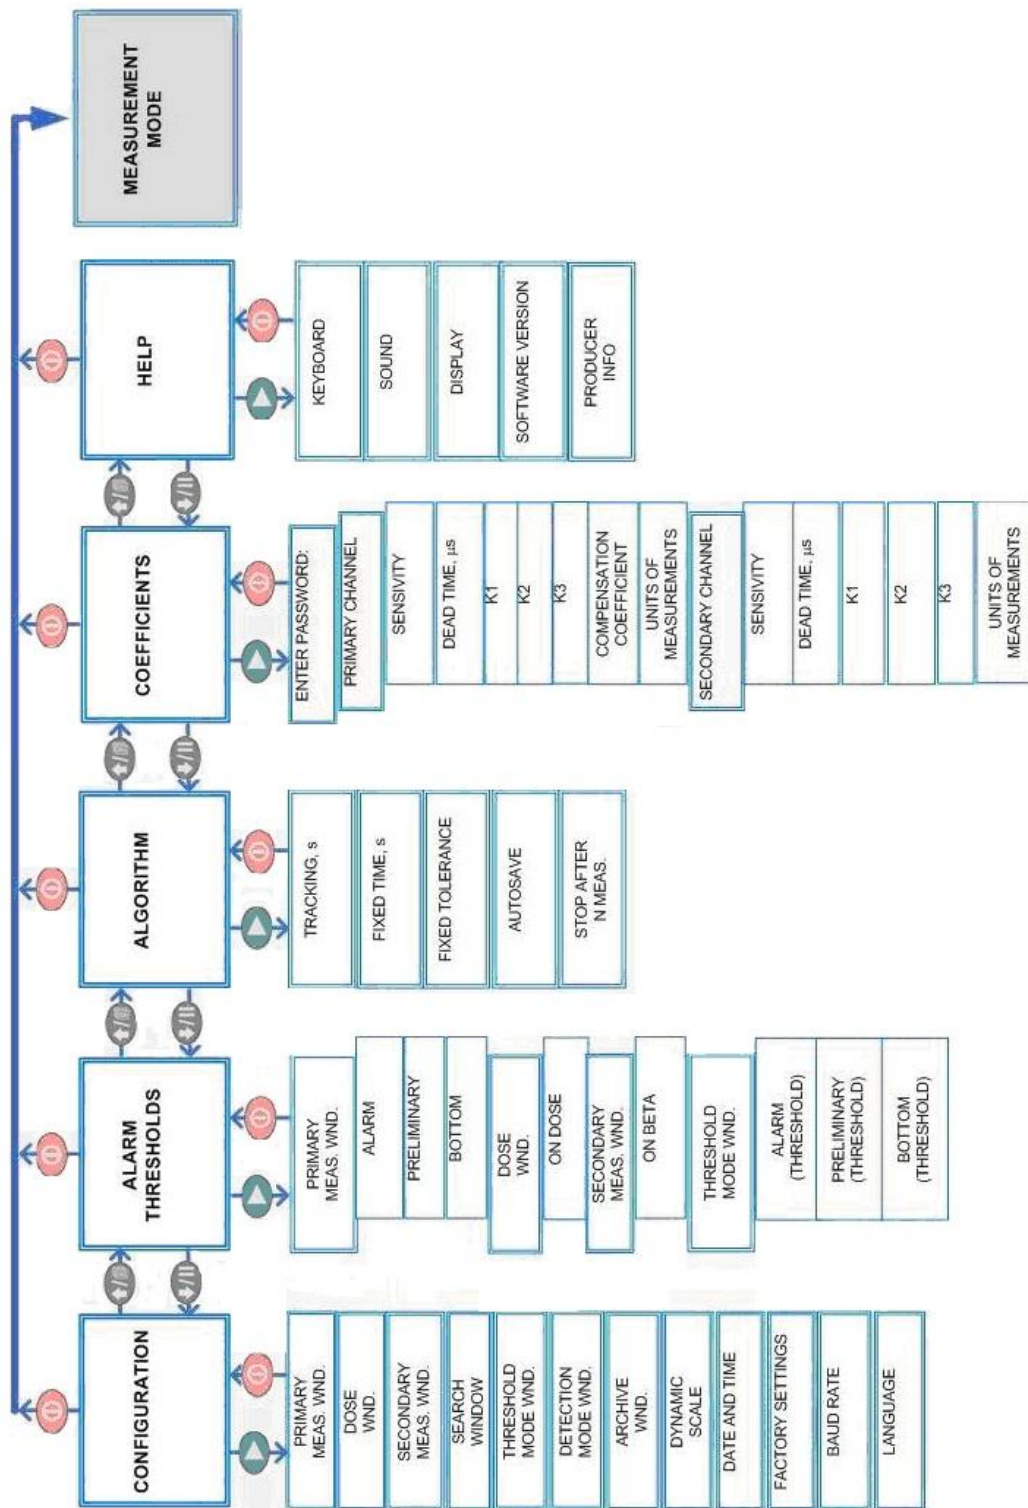 CONFIGURATION
PRIMARY
MEAS. WND.
DOSE
WND.
SECONDARY
MEAS. WND.
SEARCH
WINDOW
THRESHOLD
MODE WND.
DETECTION
MODE WND.
ARCHIVE
WND.
DYNAMIC
SCALE
DATE AND TIME
FACTORY SETTINGS
BAUD RATE
LANGUAGE
ALARM
THRESHOLDS
PRIMARY
MEAS. WND.
ALARM
PRELIMINARY
BOTTOM
DOSE
WND.
ON DOSE
SECONDARY
MEAS. WND.
ON BETA
THRESHOLD
MODE WND.
ALARM
(THRESHOLD)
PRELIMINARY
(THRESHOLD)
BOTTOM
(THRESHOLD)
ALGORITHM
TRACKING, s
FIXED TIME, s
FIXED TOLERANCE
AUTOSAVE
STOP AFTER
N MEAS.
COEFFICIENTS
ENTER PASSWORD:
PRIMARY CHANNEL
SENSIVITY
DEAD TIME, μs
K1
K2
K3
COMPENSATION
COEFFICIENT
UNITS OF
MEASUREMENTS
SECONDARY CHANNEL
SENSIVITY
DEAD TIME, μs
K1
K2
K3
UNITS OF
MEASUREMENTS
HELP
KEYBOARD
SOUND
DISPLAY
SOFTWARE VERSION
PRODUCER
INFO
MEASUREMENT
MODE